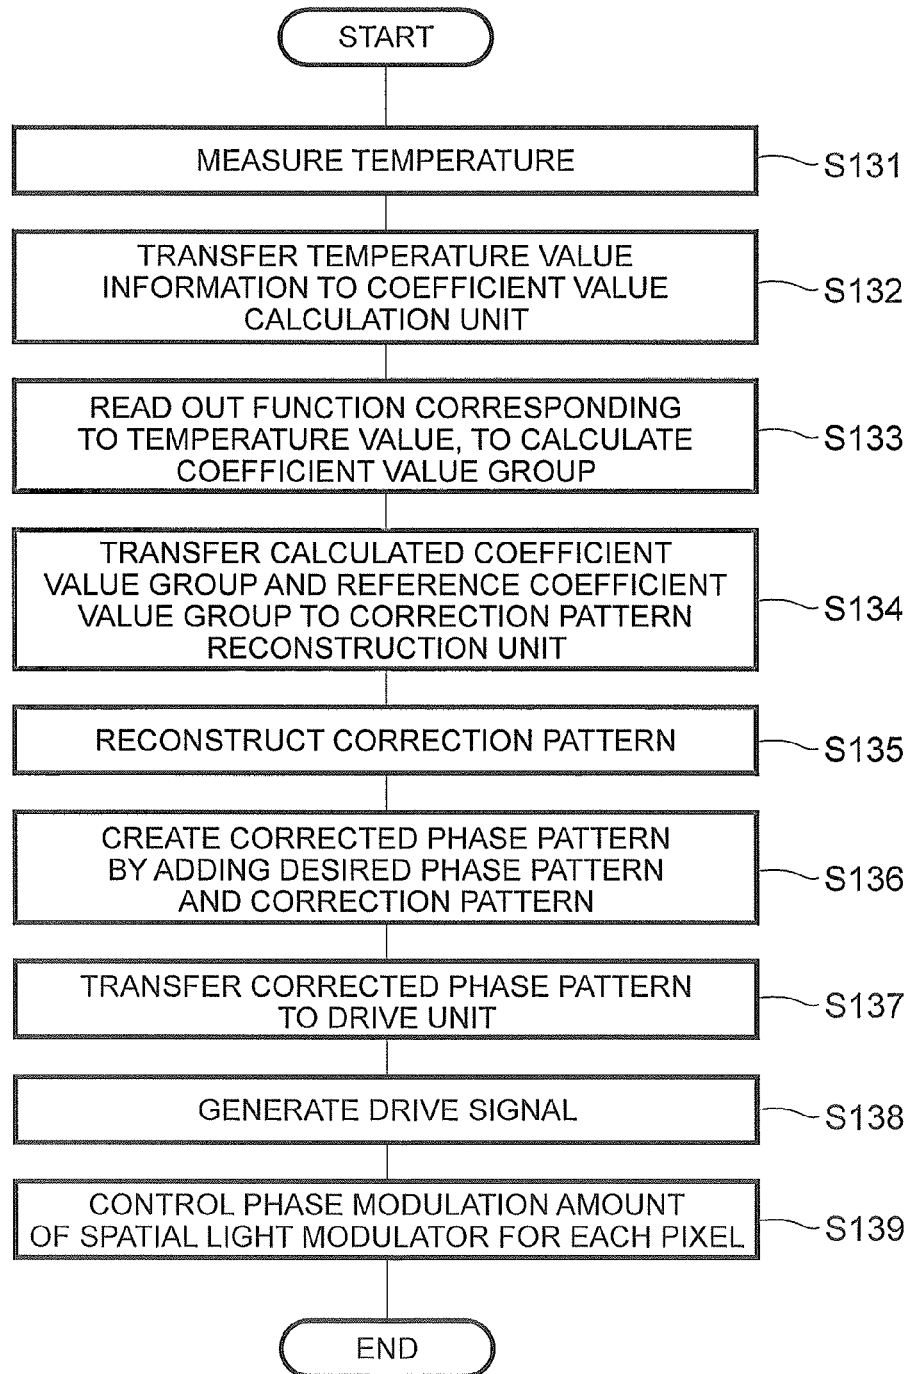 START
MEASURE TEMPERATURE
S131
TRANSFER TEMPERATURE VALUE
INFORMATION TO COEFFICIENT VALUE
CALCULATION UNIT
S132
READ OUT FUNCTION CORRESPONDING
TO TEMPERATURE VALUE, TO CALCULATE
COEFFICIENT VALUE GROUP
S133
TRANSFER CALCULATED COEFFICIENT
VALUE GROUP AND REFERENCE COEFFICIENT
VALUE GROUP TO CORRECTION PATTERN
RECONSTRUCTION UNIT
S134
RECONSTRUCT CORRECTION PATTERN
S135
CREATE CORRECTED PHASE PATTERN
BY ADDING DESIRED PHASE PATTERN
AND CORRECTION PATTERN
S136
TRANSFER CORRECTED PHASE PATTERN
TO DRIVE UNIT
S137
GENERATE DRIVE SIGNAL
S138
CONTROL PHASE MODULATION AMOUNT
OF SPATIAL LIGHT MODULATOR FOR EACH PIXEL
S139
END